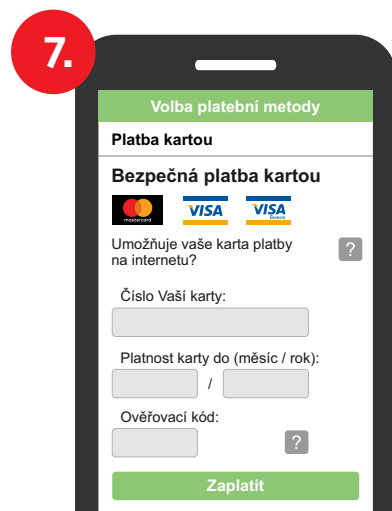 7.
Volba platební metody
Platba kartou
Bezpečná platba kartou
mastercard VISA VISA Electron
Umožňuje vaše karta platby
na internetu?
?
Číslo Vaší karty:
Platnost karty do (měsíc / rok):
/
Ověřovací kód:
?
Zaplatit